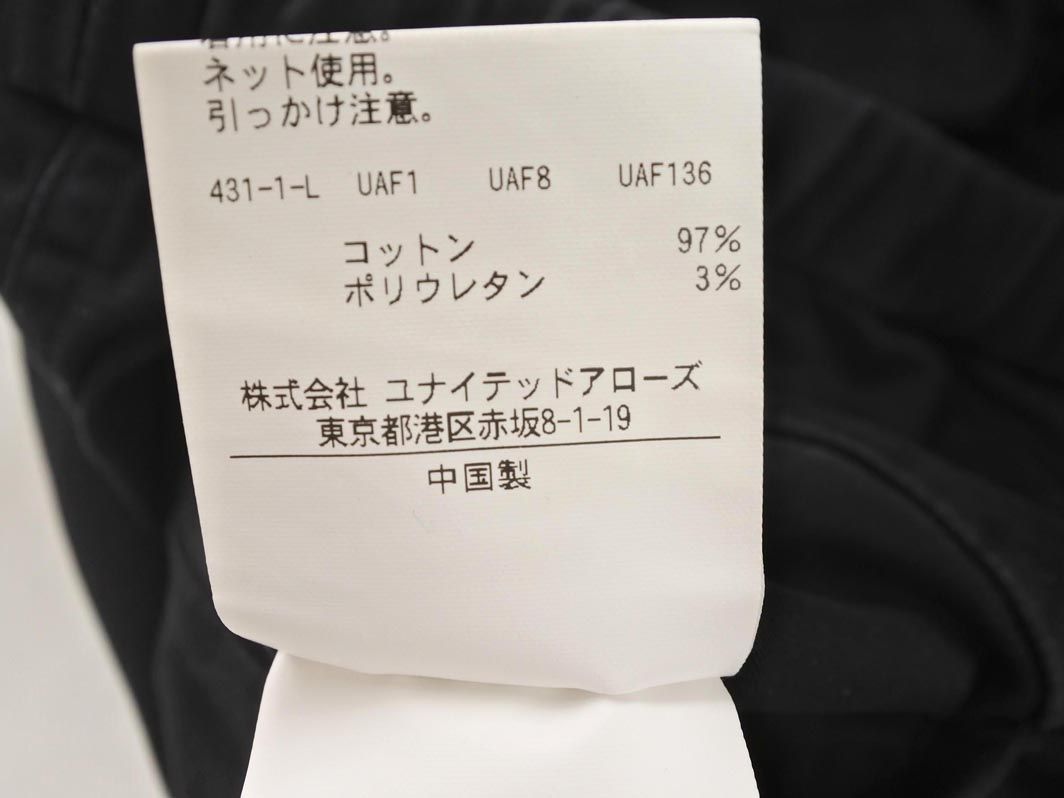 ネット使用。
引っかけ注意。
431-1-L UAF1 UAF8 UAF136
コットン 97%
ポリウレタン 3%
株式会社 ユナイテッドアローズ
東京都港区赤坂8-1-19
中国製